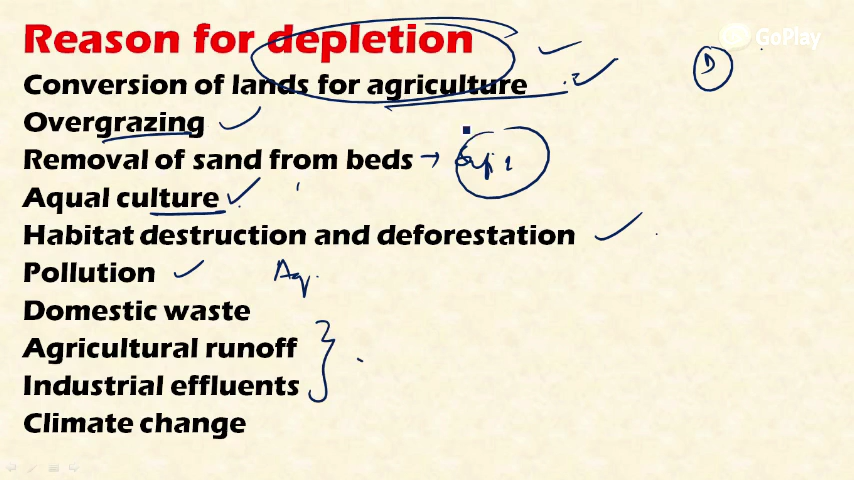 Reason for depletion
GoPlay
Conversion of lands for agriculture
Overgrazing
Removal of sand from beds
Aqual culture
Habitat destruction and deforestation
Pollution
Domestic waste
Agricultural runoff
Industrial effluents
Climate change